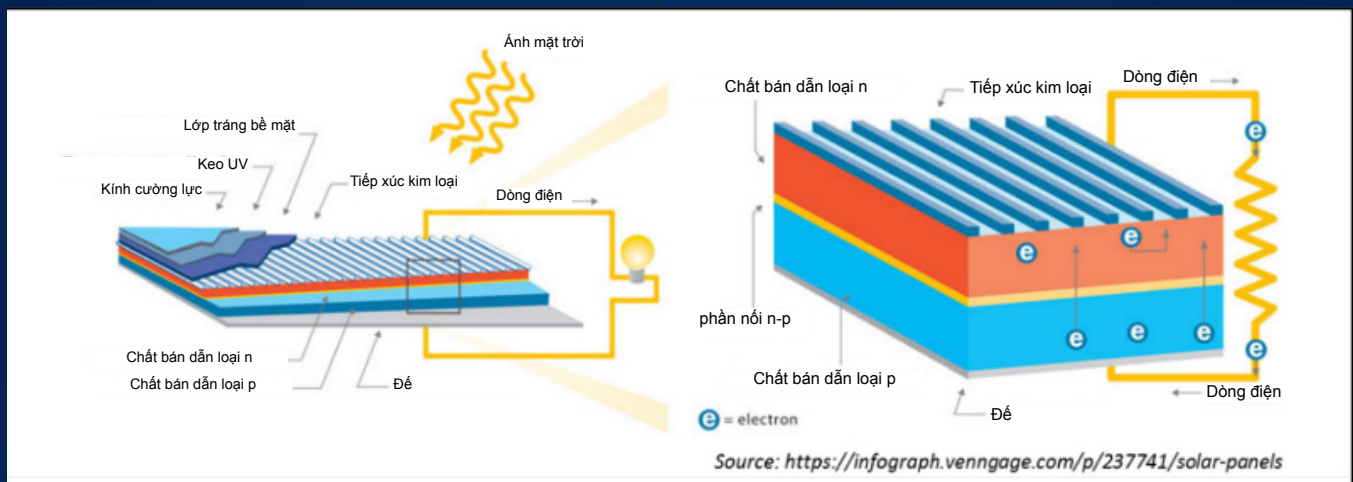 Ánh mặt trời
Lớp tráng bề mặt
Keo UV
Kính cường lực
Tiếp xúc kim loại
Dòng điện
Chất bán dẫn loại n
Chất bán dẫn loại p
Đế
Chất bán dẫn loại n
Tiếp xúc kim loại
Dòng điện
e
e
e
phần nối n-p
e
e
e
e
Chất bán dẫn loại p
Dòng điện
Đế
e = electron
Source: https://infograph.venngage.com/p/237741/solar-panels